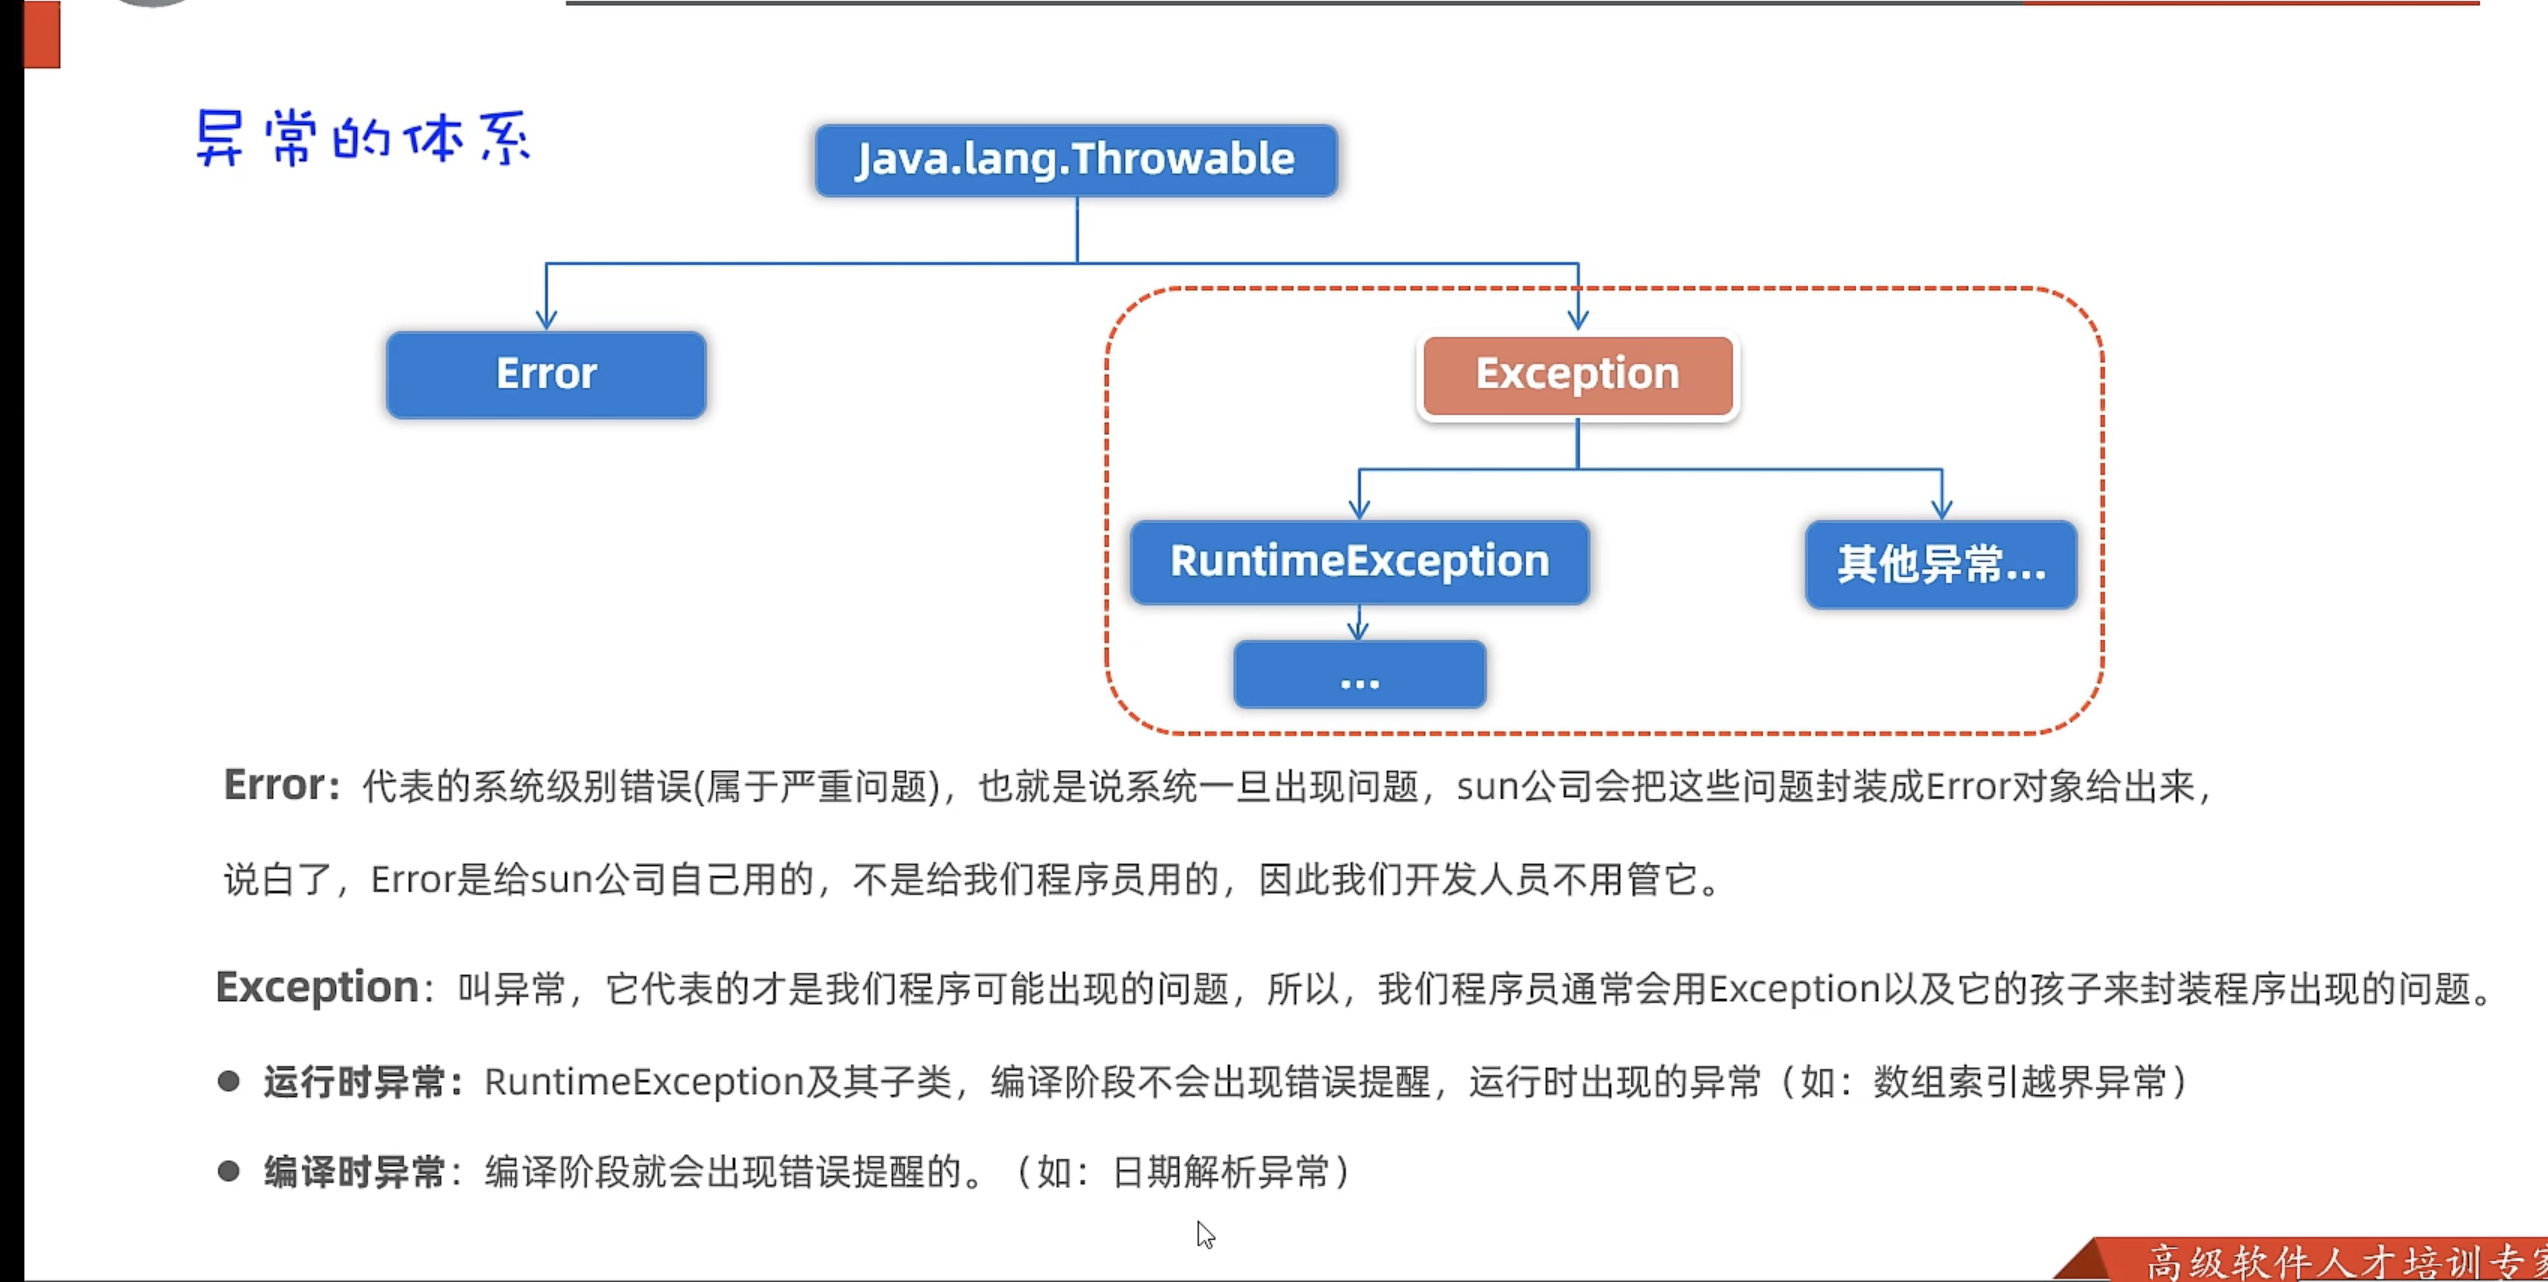 异常的体系
Java.lang.Throwable
Error
Exception
RuntimeException
其他异常...
...
Error：代表的系统级别错误(属于严重问题)，也就是说系统一旦出现问题，sun公司会把这些问题封装成Error对象给出来，
说白了，Error是给sun公司自己用的，不是给我们程序员用的，因此我们开发人员不用管它。
Exception：叫异常，它代表的才是我们程序可能出现的问题，所以，我们程序员通常会用Exception以及它的孩子来封装程序出现的问题。
● 运行时异常：RuntimeException及其子类，编译阶段不会出现错误提醒，运行时出现的异常（如：数组索引越界异常）
● 编译时异常：编译阶段就会出现错误提醒的。（如：日期解析异常）
高级软件人才培训专